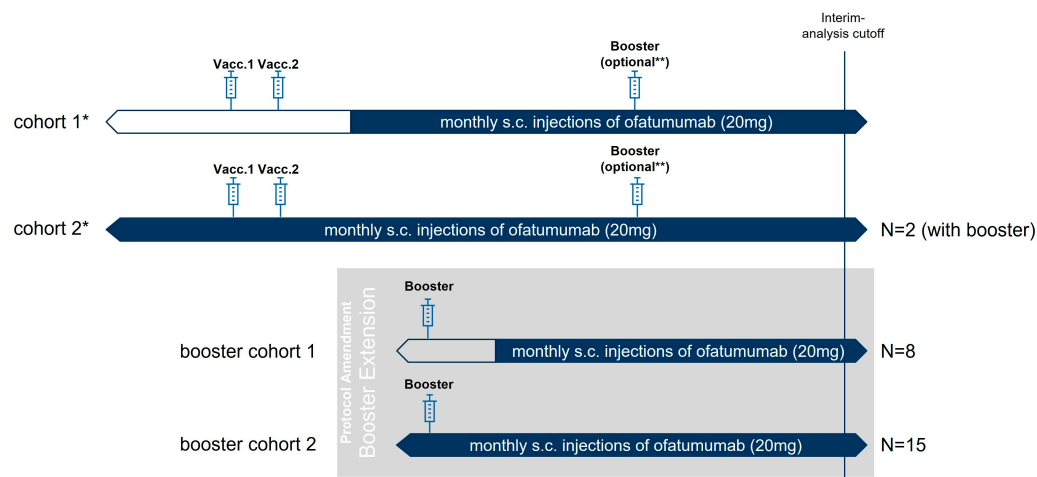 Interim-
analysis cutoff
Vacc.1 Vacc.2
Booster
(optional**)
cohort 1*
monthly s.c. injections of ofatumumab (20mg)
Vacc.1 Vacc.2
Booster
(optional**)
cohort 2*
monthly s.c. injections of ofatumumab (20mg)
N=2 (with booster)
Protocol Amendment
Booster Extension
Booster
booster cohort 1
monthly s.c. injections of ofatumumab (20mg)
N=8
Booster
booster cohort 2
monthly s.c. injections of ofatumumab (20mg)
N=15